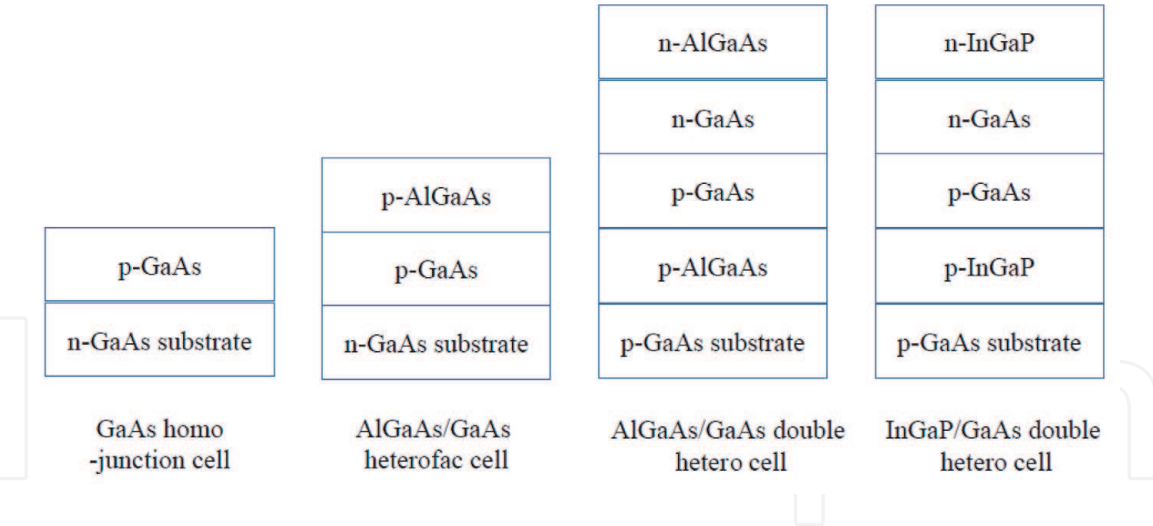 p-GaAs
n-GaAs substrate
GaAs homo
-junction cell
p-AlGaAs
p-GaAs
n-GaAs substrate
AlGaAs/GaAs
heterofac cell
n-AlGaAs
n-GaAs
p-GaAs
p-AlGaAs
p-GaAs substrate
AlGaAs/GaAs double
hetero cell
n-InGaP
n-GaAs
p-GaAs
p-InGaP
p-GaAs substrate
InGaP/GaAs double
hetero cell